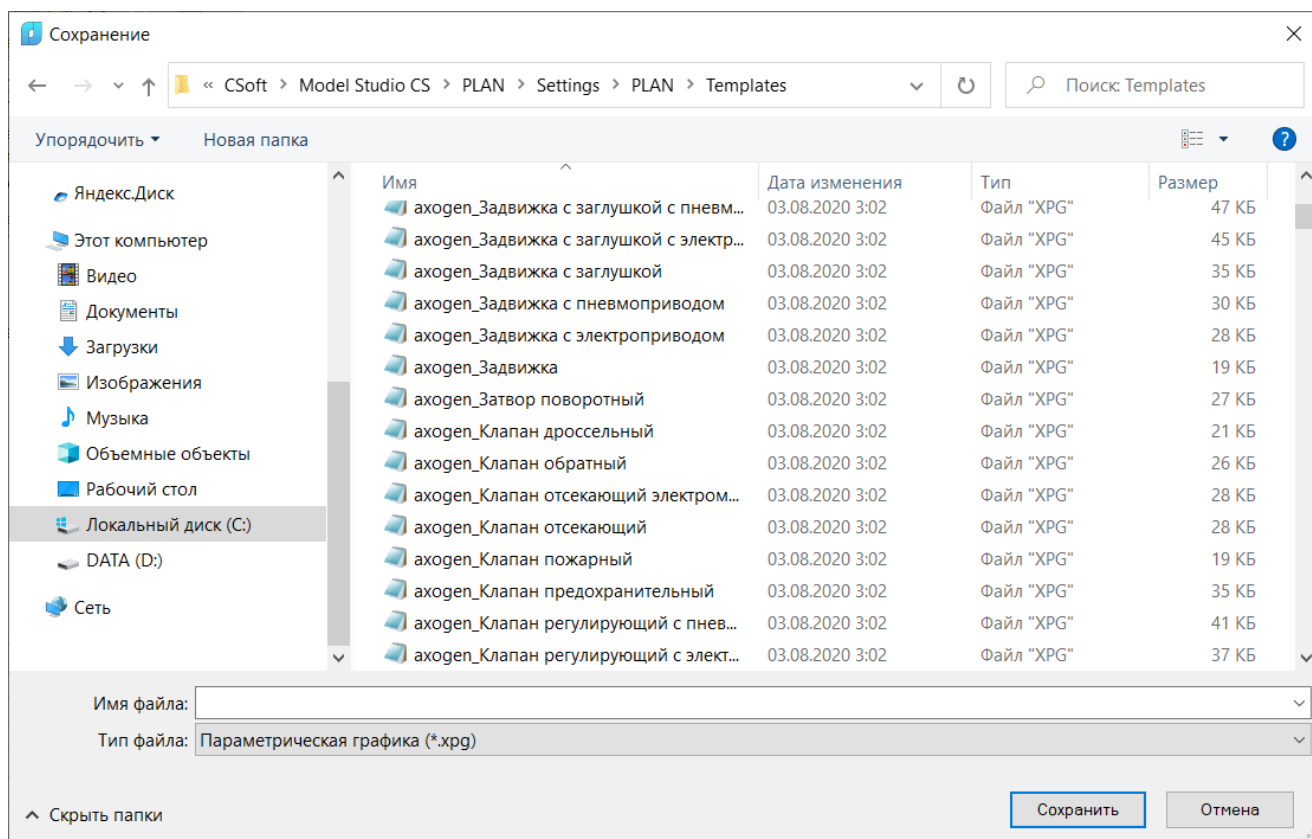 Сохранение
« CSoft > Model Studio CS > PLAN > Settings > PLAN > Templates
Поиск: Templates
Упорядочить
Новая папка
?
Яндекс.Диск
Этот компьютер
Видео
Документы
Загрузки
Изображения
Музыка
Объемные объекты
Рабочий стол
Локальный диск (C:)
DATA (D:)
Сеть
Имя Дата изменения Тип Размер
axogen_Задвижка с заглушкой с пневм... 03.08.2020 3:02 Файл "XPG" 47 КБ
axogen_Задвижка с заглушкой с электр... 03.08.2020 3:02 Файл "XPG" 45 КБ
axogen_Задвижка с заглушкой 03.08.2020 3:02 Файл "XPG" 35 КБ
axogen_Задвижка с пневмоприводом 03.08.2020 3:02 Файл "XPG" 30 КБ
axogen_Задвижка с электроприводом 03.08.2020 3:02 Файл "XPG" 28 КБ
axogen_Задвижка 03.08.2020 3:02 Файл "XPG" 19 КБ
axogen_Затвор поворотный 03.08.2020 3:02 Файл "XPG" 27 КБ
axogen_Клапан дроссельный 03.08.2020 3:02 Файл "XPG" 21 КБ
axogen_Клапан обратный 03.08.2020 3:02 Файл "XPG" 26 КБ
axogen_Клапан отсекающий электром... 03.08.2020 3:02 Файл "XPG" 28 КБ
axogen_Клапан отсекающий 03.08.2020 3:02 Файл "XPG" 28 КБ
axogen_Клапан пожарный 03.08.2020 3:02 Файл "XPG" 19 КБ
axogen_Клапан предохранительный 03.08.2020 3:02 Файл "XPG" 35 КБ
axogen_Клапан регулирующий с пнев... 03.08.2020 3:02 Файл "XPG" 41 КБ
axogen_Клапан регулирующий с элект... 03.08.2020 3:02 Файл "XPG" 37 КБ
Имя файла:
Тип файла: Параметрическая графика (*.xpg)
Скрыть папки
Сохранить
Отмена